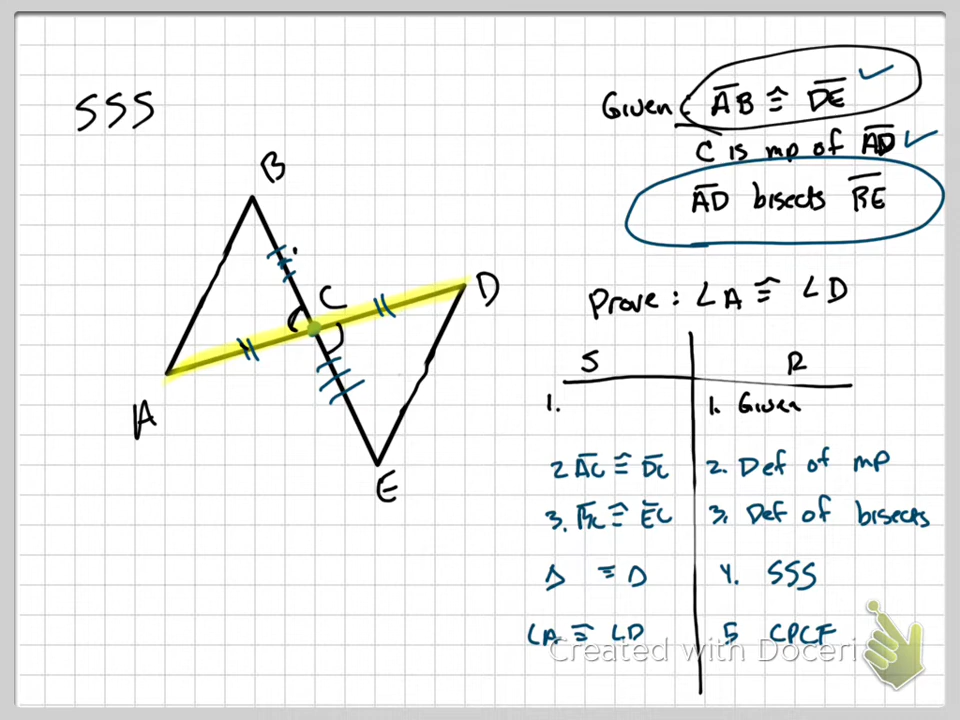 SSS
Given : AB ≅ DE
C is mp of AD
AD bisects BE
Prove : ∠A ≅ ∠D
B
C
D
A
E
S R
1. 1. Given
2 AC ≅ DC 2. Def of mp
3. BC ≅ EC 3. Def of bisects
Δ ≅ Δ 4. SSS
∠A ≅ ∠D 5 CPCF
Created with Doceri